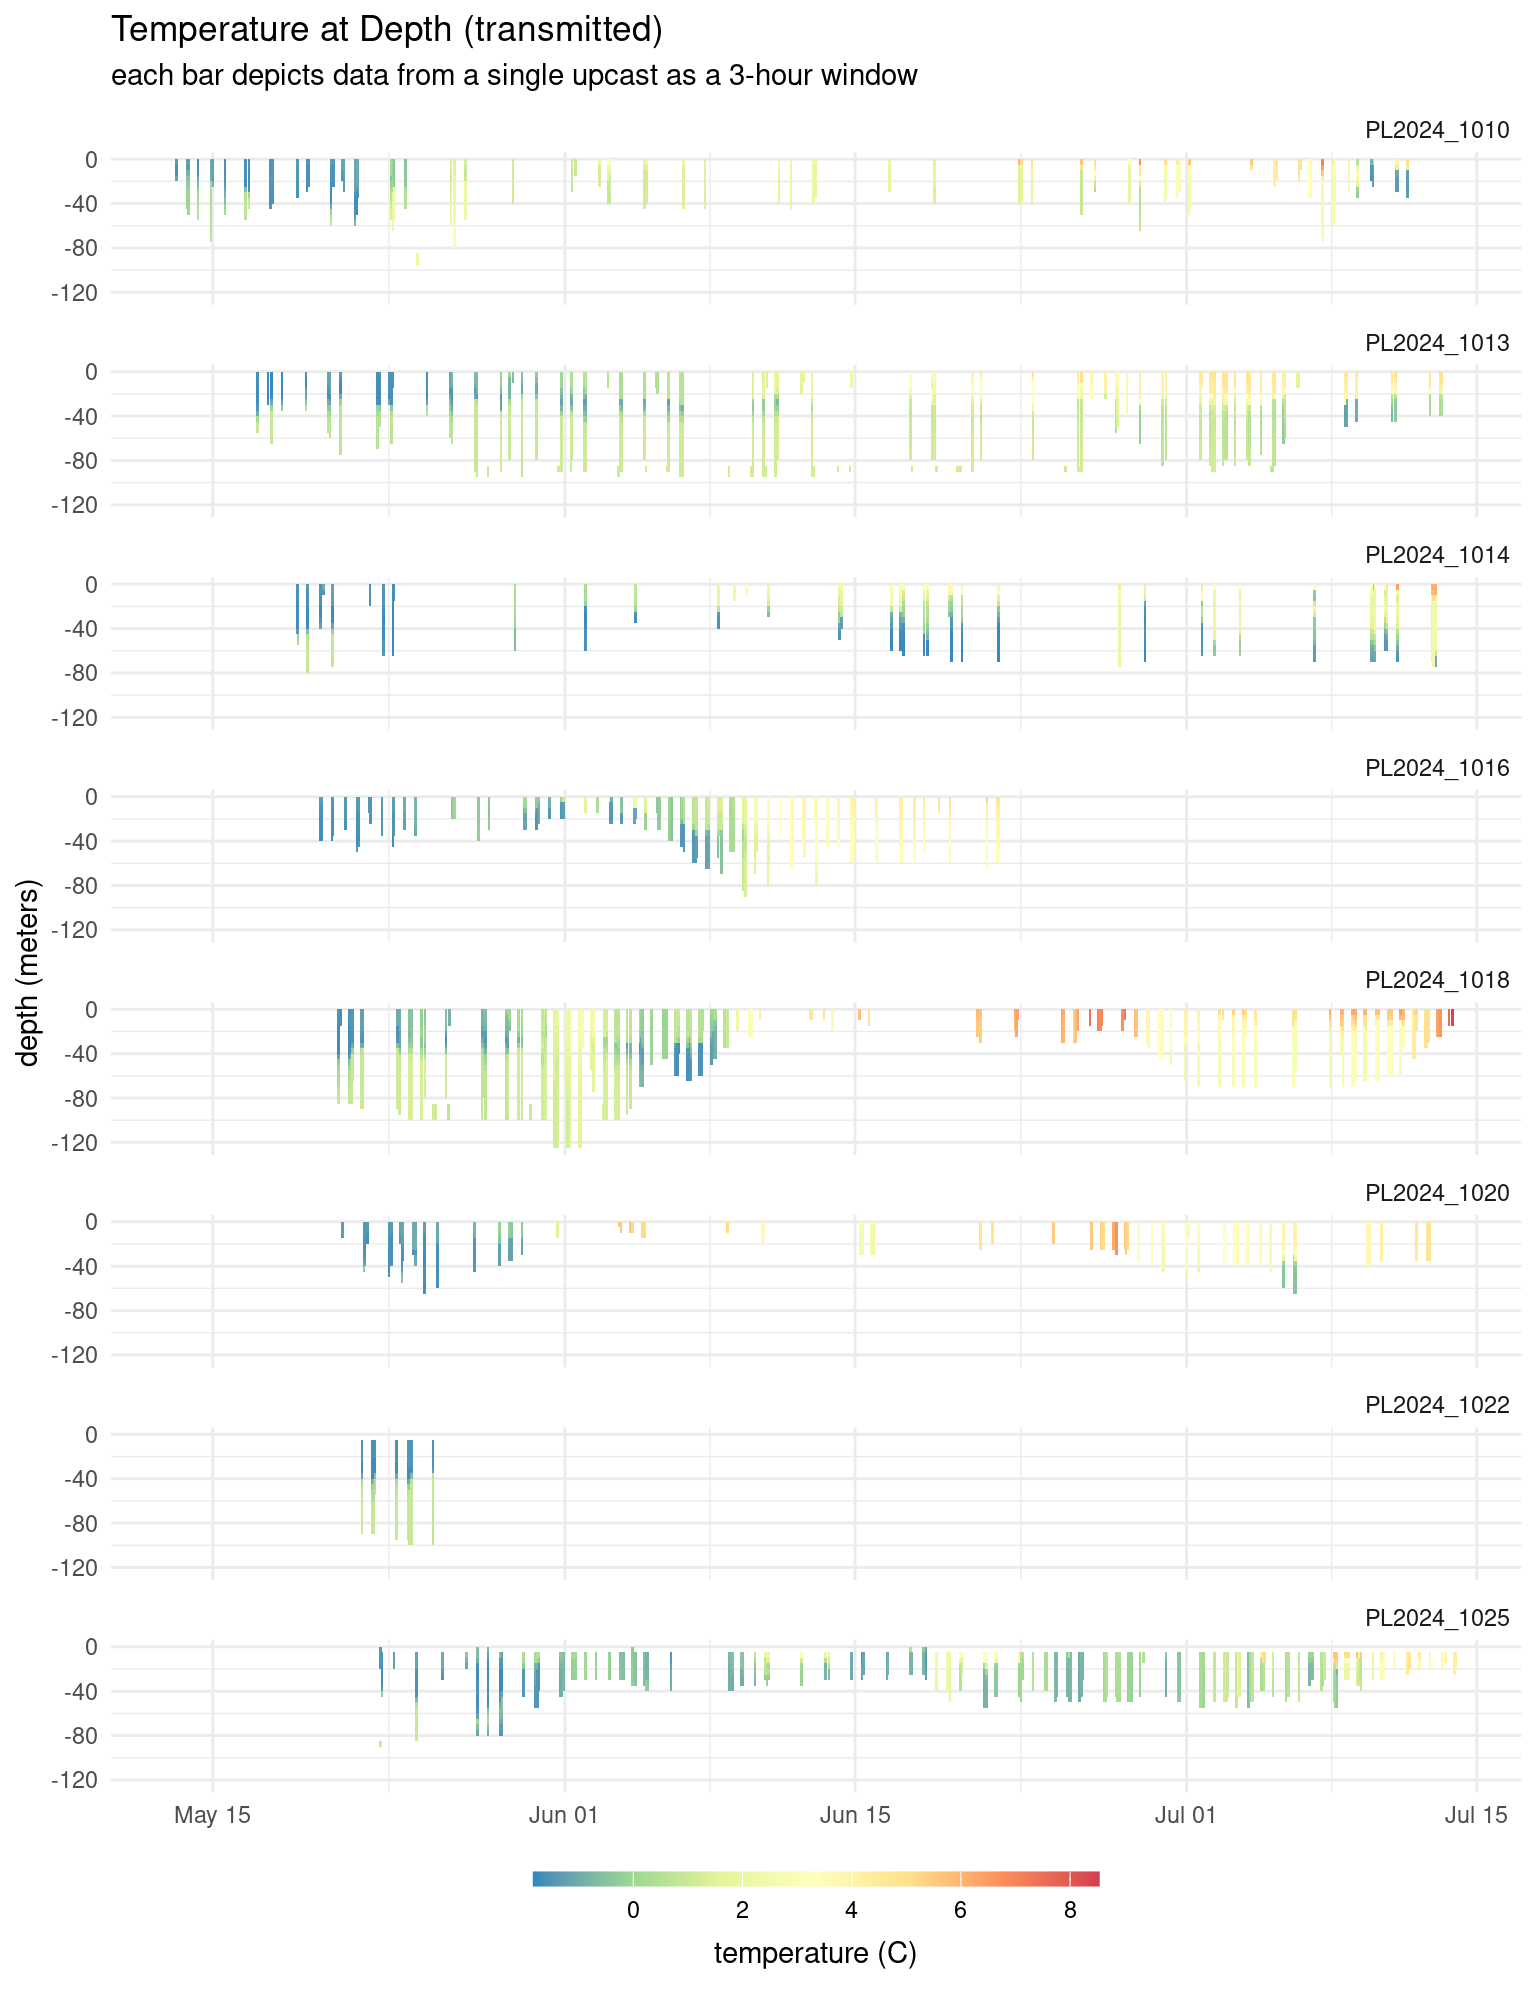 Temperature at Depth (transmitted)
each bar depicts data from a single upcast as a 3-hour window
PL2024_1010
0
-40
-80
-120
PL2024_1013
0
-40
-80
-120
PL2024_1014
0
-40
-80
-120
PL2024_1016
0
-40
-80
-120
depth (meters)
PL2024_1018
0
-40
-80
-120
PL2024_1020
0
-40
-80
-120
PL2024_1022
0
-40
-80
-120
PL2024_1025
0
-40
-80
-120
May 15 Jun 01 Jun 15 Jul 01 Jul 15
0 2 4 6 8
temperature (C)